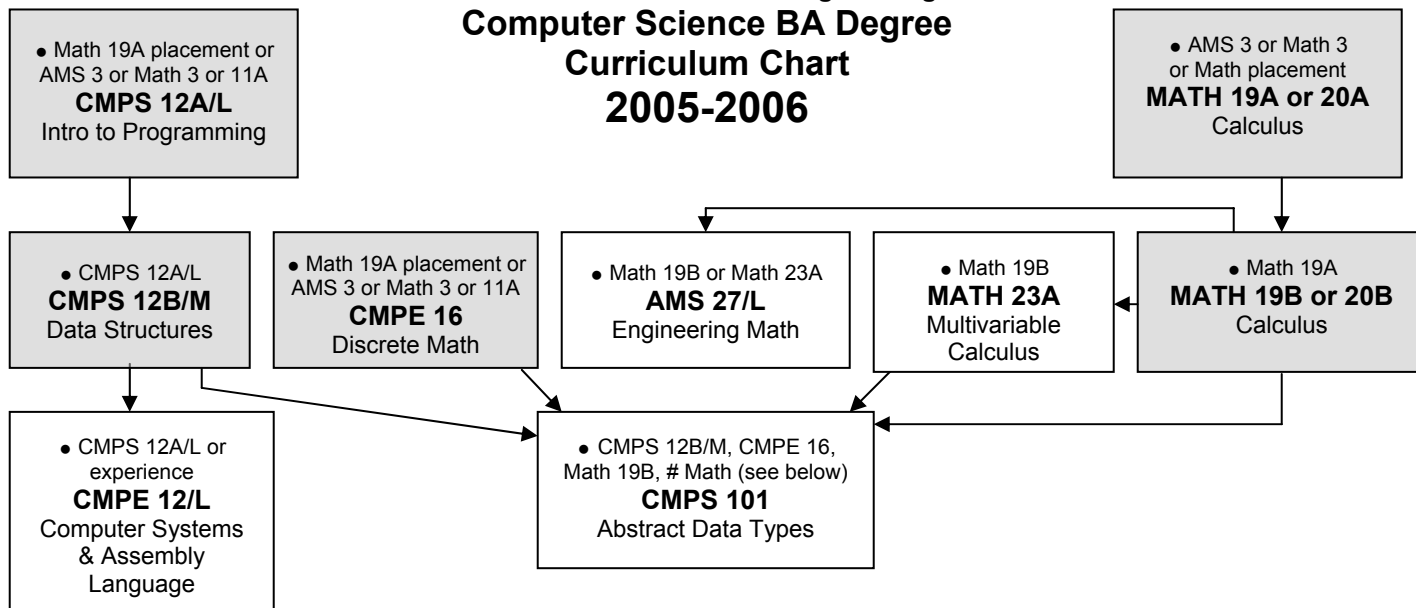 Computer Science BA Degree
Curriculum Chart
2005-2006
● Math 19A placement or
AMS 3 or Math 3 or 11A
CMPS 12A/L
Intro to Programming
● AMS 3 or Math 3
or Math placement
MATH 19A or 20A
Calculus
● CMPS 12A/L
CMPS 12B/M
Data Structures
● Math 19A placement or
AMS 3 or Math 3 or 11A
CMPE 16
Discrete Math
● Math 19B or Math 23A
AMS 27/L
Engineering Math
● Math 19B
MATH 23A
Multivariable
Calculus
● Math 19A
MATH 19B or 20B
Calculus
● CMPS 12A/L or
experience
CMPE 12/L
Computer Systems
& Assembly
Language
● CMPS 12B/M, CMPE 16,
Math 19B, # Math (see below)
CMPS 101
Abstract Data Types